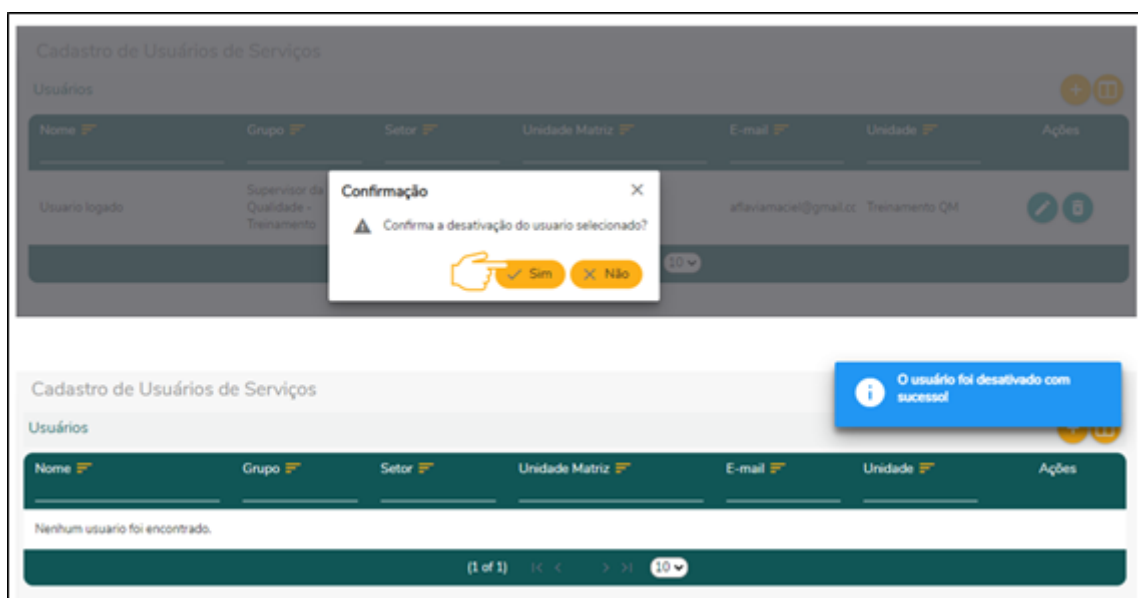 Cadastro de Usuários de Serviços
Usuários
Nome Grupo Setor Unidade Matriz E-mail Unidade Ações
Usuario logado
Supervisor da
Qualidade -
Treinamento
aflaviamaciel@gmail.cc Treinamento QM
Confirmação
Confirma a desativação do usuario selecionado?
Sim Não
10
Cadastro de Usuários de Serviços
O usuário foi desativado com
sucesso!
Usuários
Nome Grupo Setor Unidade Matriz E-mail Unidade Ações
Nenhum usuario foi encontrado.
(1 of 1) 10